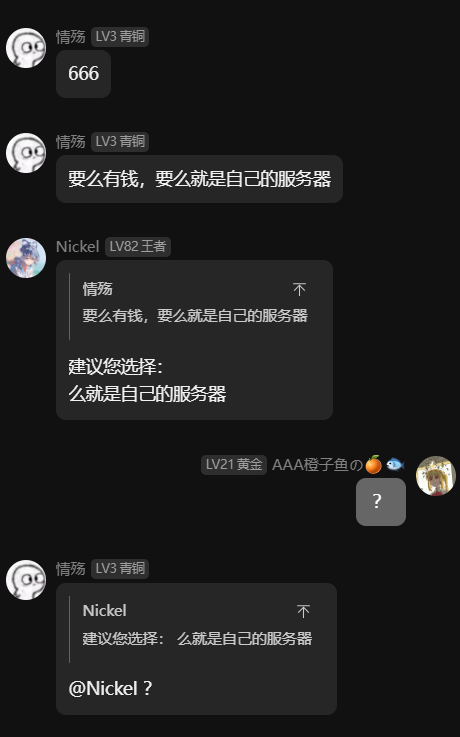 情殇 LV3 青铜
666
情殇 LV3 青铜
要么有钱，要么就是自己的服务器
Nickel LV82 王者
情殇
要么有钱，要么就是自己的服务器
建议您选择：
么就是自己的服务器
LV21 黄金 AAA橙子鱼の🍊🐟
？
情殇 LV3 青铜
Nickel
建议您选择： 么就是自己的服务器
@Nickel ?